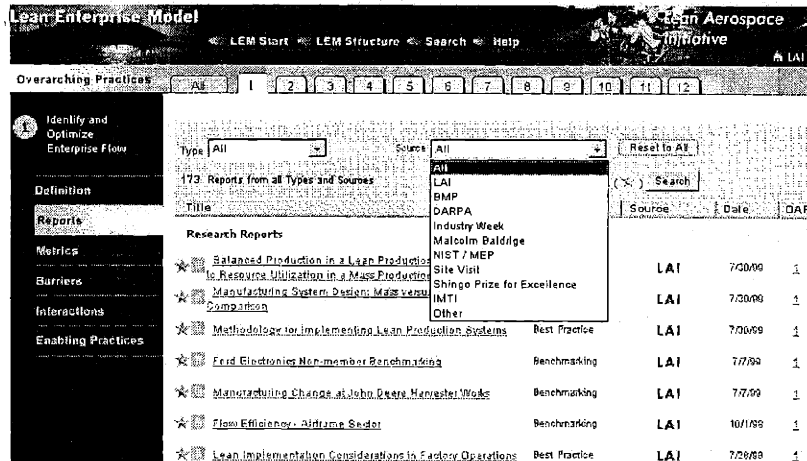 Lean Enterprise Model
Lean Aerospace
Initiative
LEM Start LEM Structure Search Help
LAI
Overarching Practices All 1 2 3 4 5 6 7 8 9 10 11 12
Identify and
Optimize
Enterprise Flow
Type All Source All Reset to All
All
LAI
BMP
DARPA
Industry Week
Malcolm Baldrige
NIST / MEP
Site Visit
Shingo Prize for Excellence
IMTI
Other
173 Reports from all Types and Sources Search
Title Source Date OAP
Definition
Reports
Metrics
Barriers
Interactions
Enabling Practices
Research Reports
Balanced Production in a Lean Productio
to Resource Utilization in a Mass Production
LAI 7/30/99 1
Manufacturing System Design: Mass versu
Comparison
LAI 7/30/99 1
Methodology for Implementing Lean Production Systems Best Practice LAI 7/30/99 1
Ford Electronics Non-member Benchmarking Benchmarking LAI 7/7/99 1
Manufacturing Change at John Deere Harvester Works Benchmarking LAI 7/7/99 1
Flow Efficiency - Airframe Sector Benchmarking LAI 10/1/98 1
Lean Implementation Considerations in Factory Operations Best Practice LAI